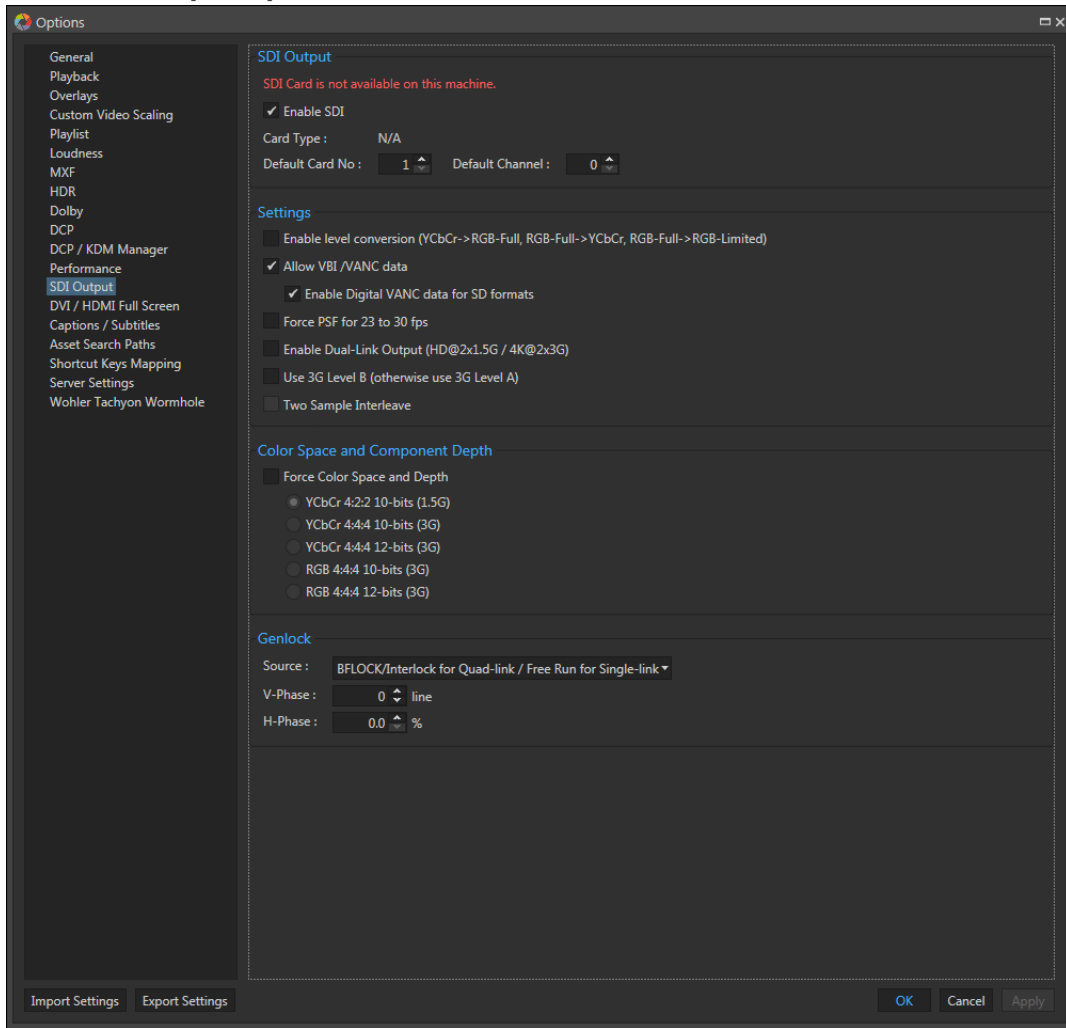 Options
General
Playback
Overlays
Custom Video Scaling
Playlist
Loudness
MXF
HDR
Dolby
DCP
DCP / KDM Manager
Performance
SDI Output
DVI / HDMI Full Screen
Captions / Subtitles
Asset Search Paths
Shortcut Keys Mapping
Server Settings
Wohler Tachyon Wormhole
SDI Output
SDI Card is not available on this machine.
Enable SDI
Card Type : N/A
Default Card No : 1 Default Channel : 0
Settings
Enable level conversion (YCbCr->RGB-Full, RGB-Full->YCbCr, RGB-Full->RGB-Limited)
Allow VBI /VANC data
Enable Digital VANC data for SD formats
Force PSF for 23 to 30 fps
Enable Dual-Link Output (HD@2x1.5G / 4K@2x3G)
Use 3G Level B (otherwise use 3G Level A)
Two Sample Interleave
Color Space and Component Depth
Force Color Space and Depth
YCbCr 4:2:2 10-bits (1.5G)
YCbCr 4:4:4 10-bits (3G)
YCbCr 4:4:4 12-bits (3G)
RGB 4:4:4 10-bits (3G)
RGB 4:4:4 12-bits (3G)
Genlock
Source : BFLOCK/Interlock for Quad-link / Free Run for Single-link
V-Phase : 0 line
H-Phase : 0.0 %
Import Settings Export Settings OK Cancel Apply